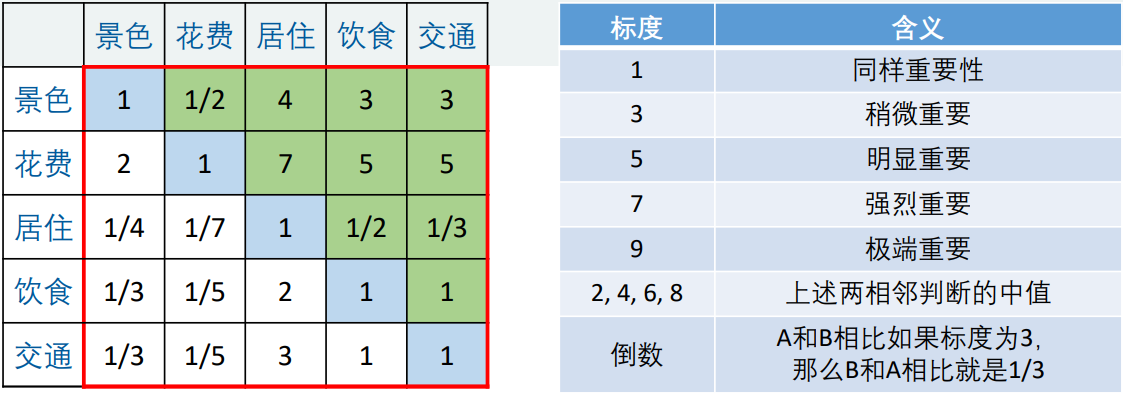 景色 花费 居住 饮食 交通
景色 1 1/2 4 3 3
花费 2 1 7 5 5
居住 1/4 1/7 1 1/2 1/3
饮食 1/3 1/5 2 1 1
交通 1/3 1/5 3 1 1
标度 含义
1 同样重要性
3 稍微重要
5 明显重要
7 强烈重要
9 极端重要
2, 4, 6, 8 上述两相邻判断的中值
倒数 A和B相比如果标度为3,
那么B和A相比就是1/3